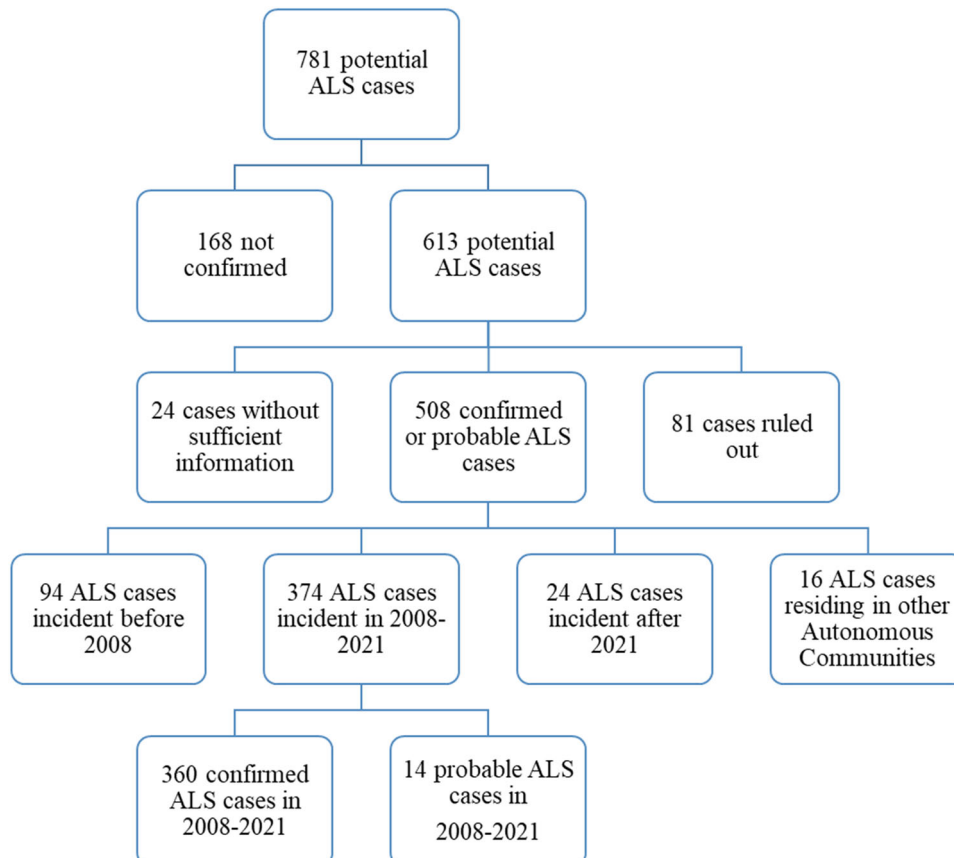 781 potential
ALS cases
168 not
confirmed
613 potential
ALS cases
24 cases without
sufficient
information
508 confirmed
or probable ALS
cases
81 cases ruled
out
94 ALS cases
incident before
2008
374 ALS cases
incident in 2008-
2021
24 ALS cases
incident after
2021
16 ALS cases
residing in other
Autonomous
Communities
360 confirmed
ALS cases in
2008-2021
14 probable ALS
cases in
2008-2021